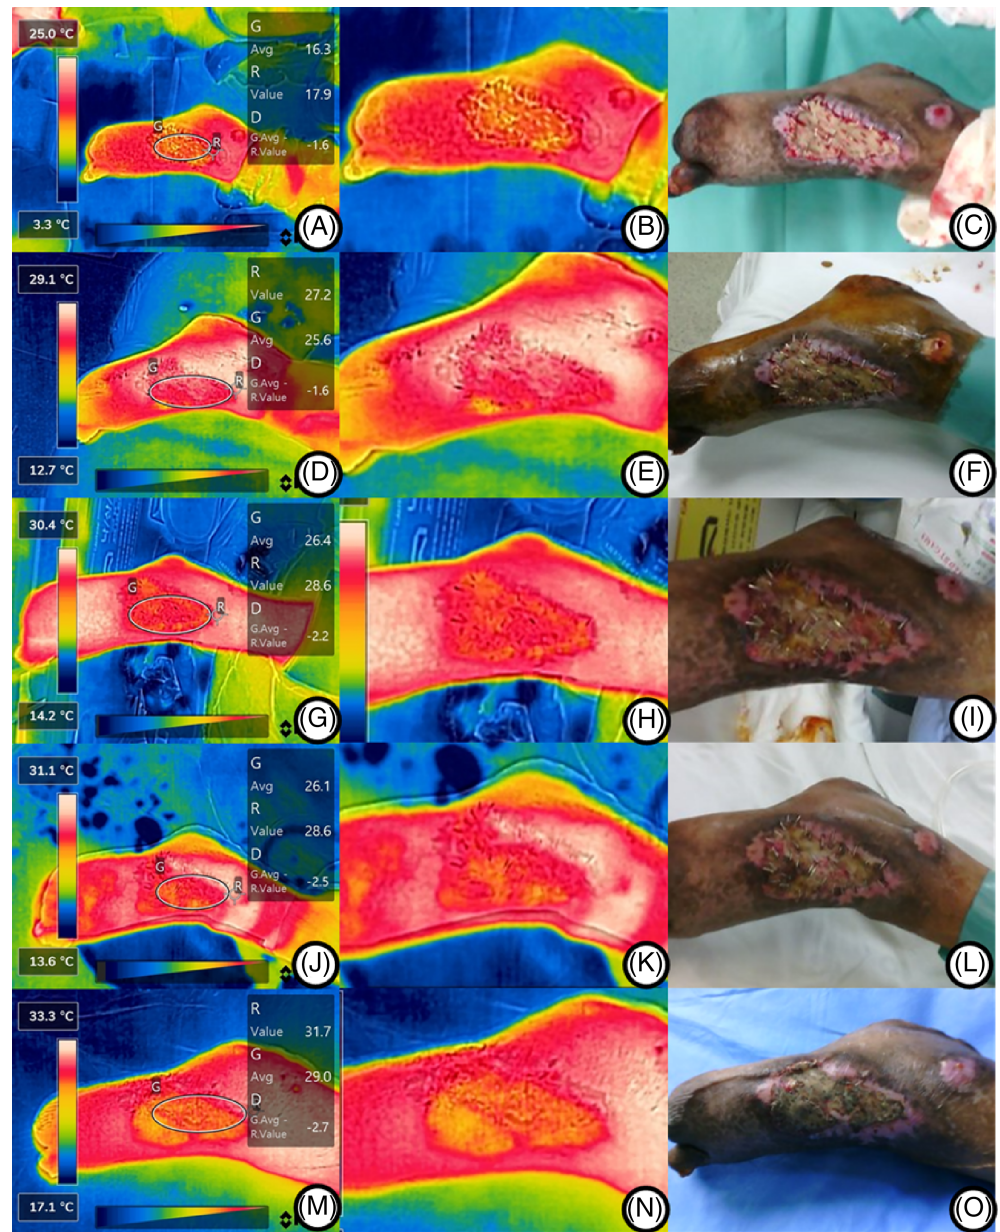 25.0 °C
G
Avg 16.3
R
Value 17.9
D
G.Avg - -1.6
R.Value
G
R
3.3 °C
(A)
(B)
(C)
29.1 °C
R
Value 27.2
G
Avg 25.6
D
G.Avg - -1.6
R.Value
G
R
12.7 °C
(D)
(E)
(F)
30.4 °C
G
Avg 26.4
R
Value 28.6
D
G.Avg - -2.2
R.Value
G
R
14.2 °C
(G)
(H)
(I)
31.1 °C
G
Avg 26.1
R
Value 28.6
D
G.Avg - -2.5
R.Value
G
R
13.6 °C
(J)
(K)
(L)
33.3 °C
R
Value 31.7
G
Avg 29.0
D
G.Avg - -2.7
R.Value
G
17.1 °C
(M)
(N)
(O)